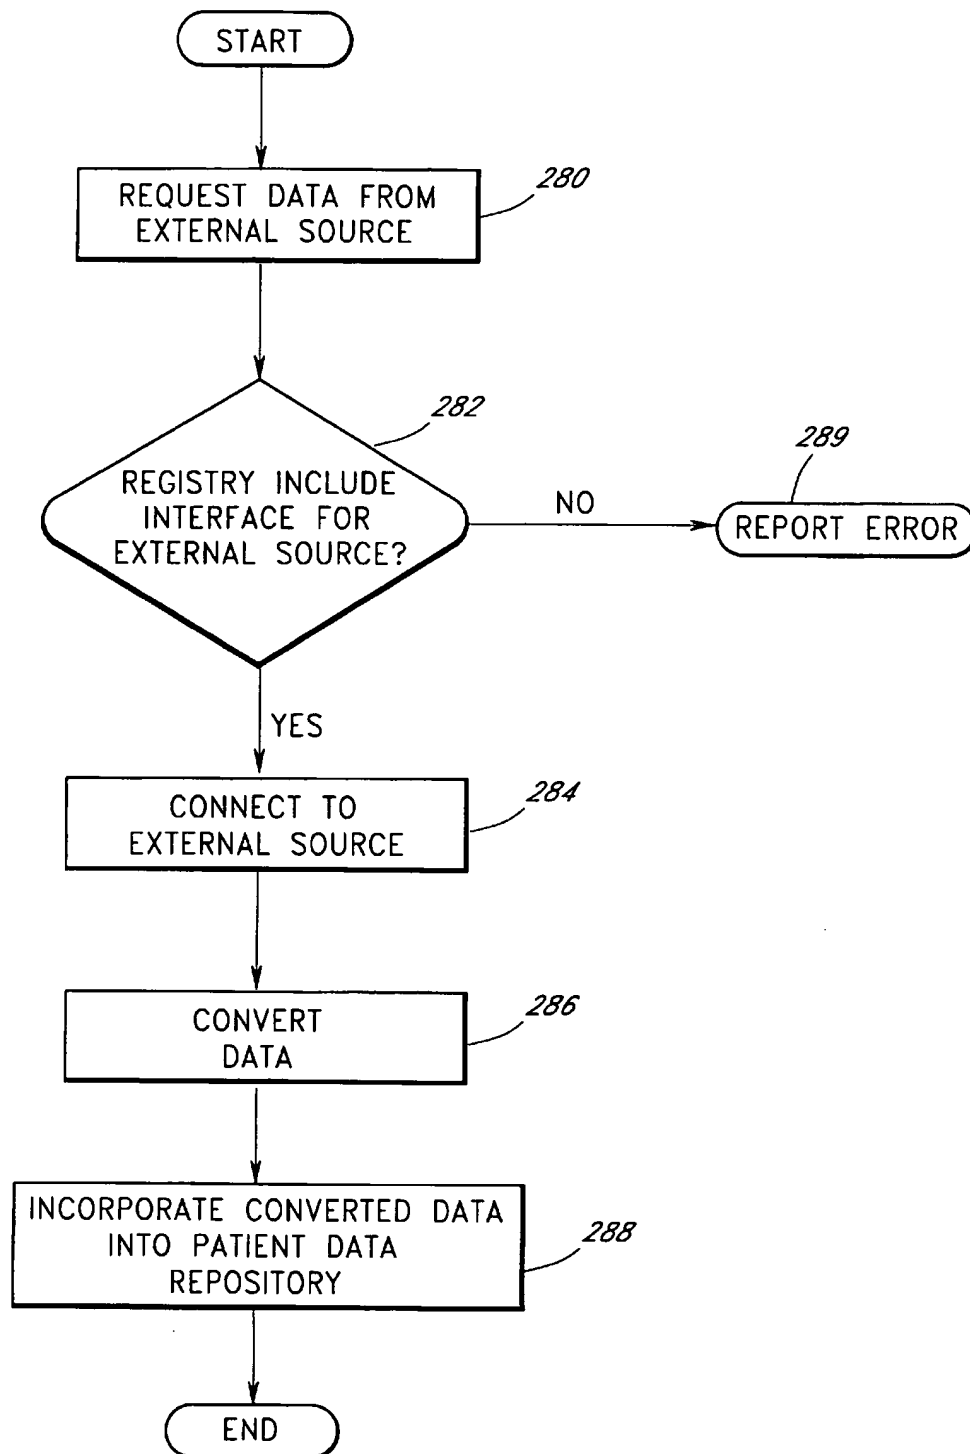 START
REQUEST DATA FROM
EXTERNAL SOURCE
280
282
REGISTRY INCLUDE
INTERFACE FOR
EXTERNAL SOURCE?
NO
289
REPORT ERROR
YES
CONNECT TO
EXTERNAL SOURCE
284
CONVERT
DATA
286
INCORPORATE CONVERTED DATA
INTO PATIENT DATA
REPOSITORY
288
END